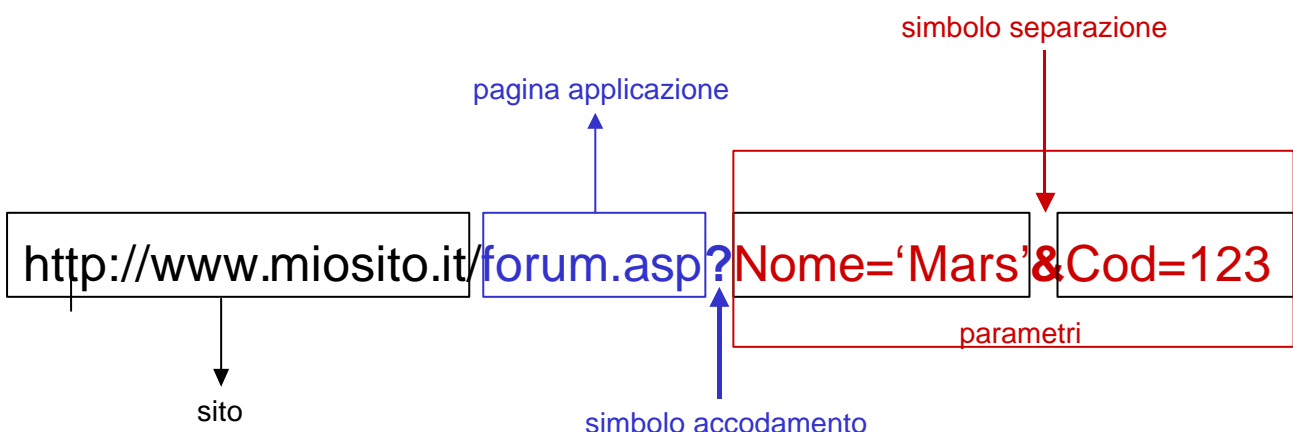 simbolo separazione
pagina applicazione
http://www.miosito.it/forum.asp?Nome=‘Mars’&Cod=123
parametri
sito
simbolo accodamento